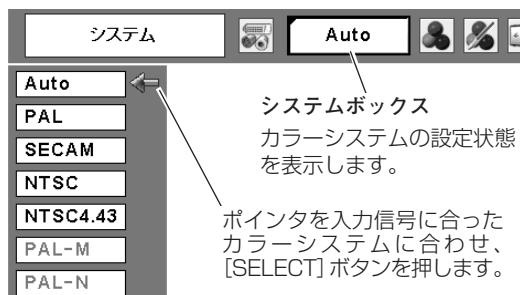 システム
Auto
Auto
PAL
SECAM
NTSC
NTSC4.43
PAL-M
PAL-N
システムボックス
カラーシステムの設定状態
を表示します。
ポインタを入力信号に合った
カラーシステムに合わせ、
[SELECT] ボタンを押します。